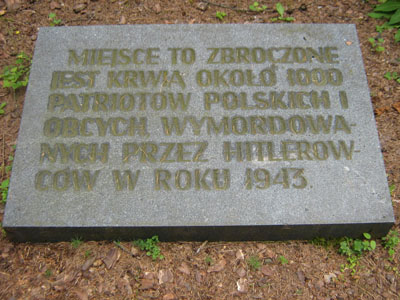 MIEJSCE TO ZBROCZONE
JEST KRWIĄ OKOŁO 1000
PATRIOTÓW POLSKICH I
OBCYCH WYMORDOWA-
NYCH PRZEZ HITLEROW-
CÓW W ROKU 1943.